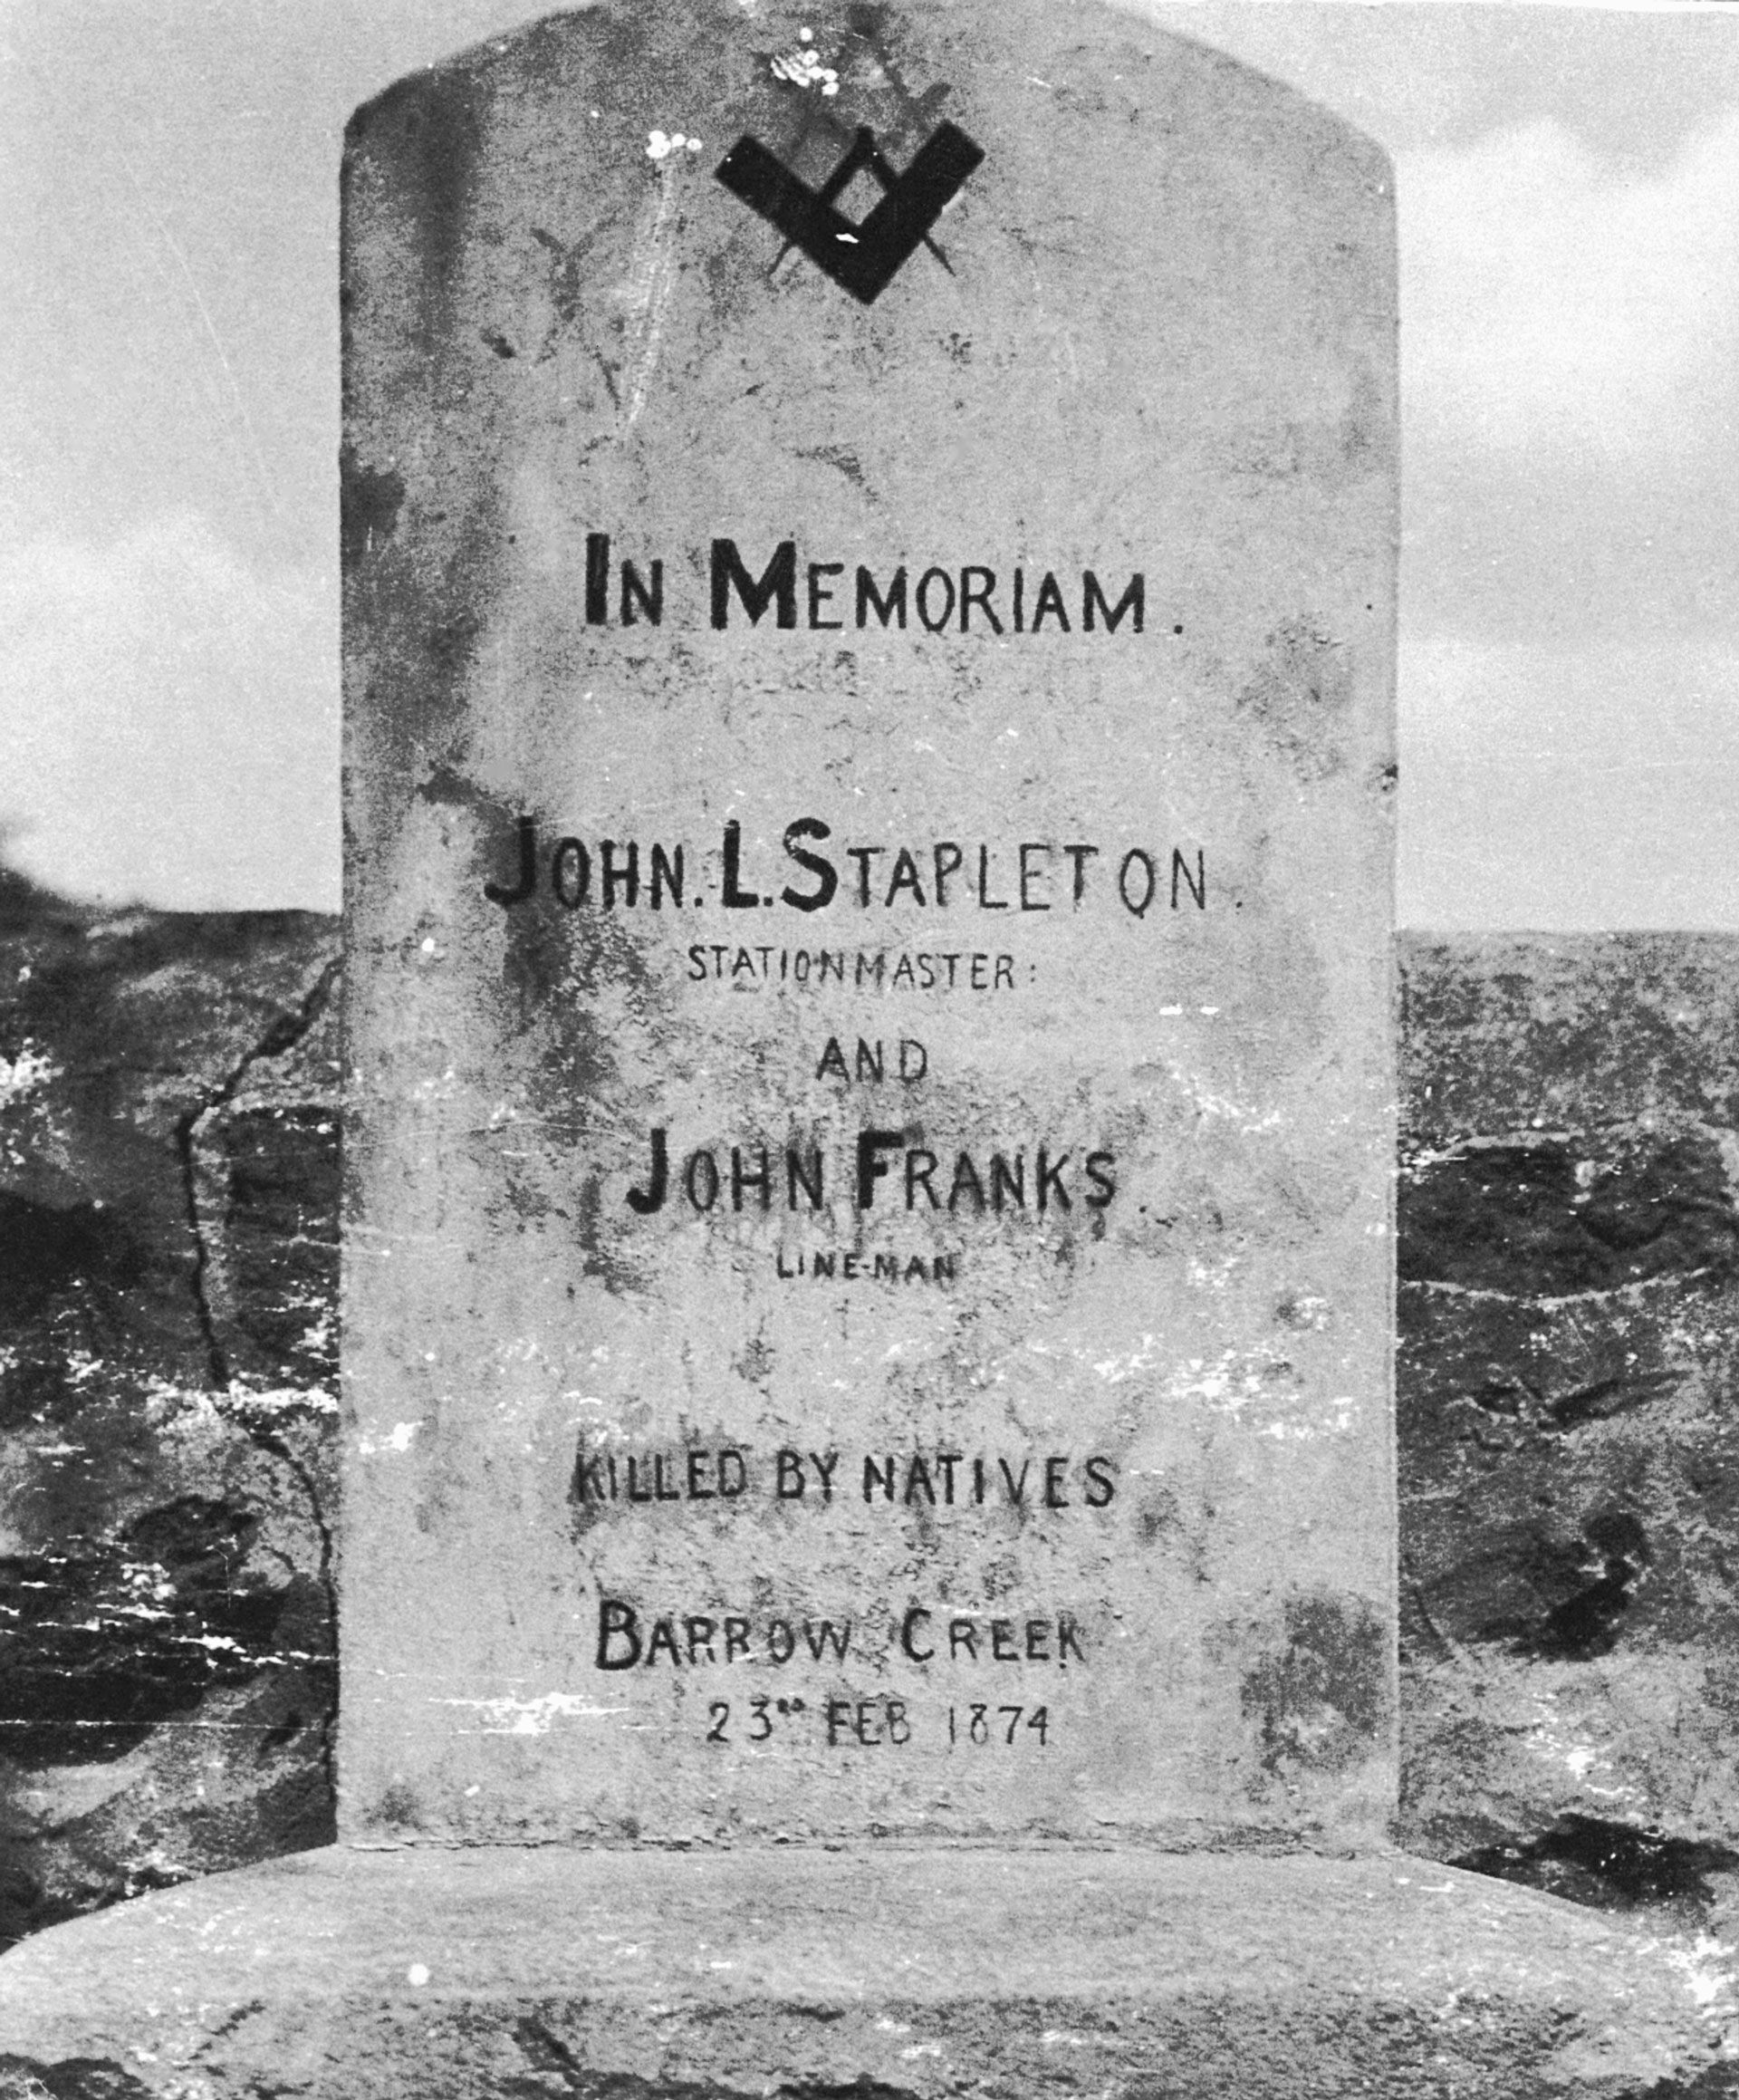 IN MEMORIAM.
JOHN. L. STAPLETON.
STATIONMASTER:
AND
JOHN FRANKS.
LINE-MAN
KILLED BY NATIVES
BARROW CREEK
23RD FEB 1874